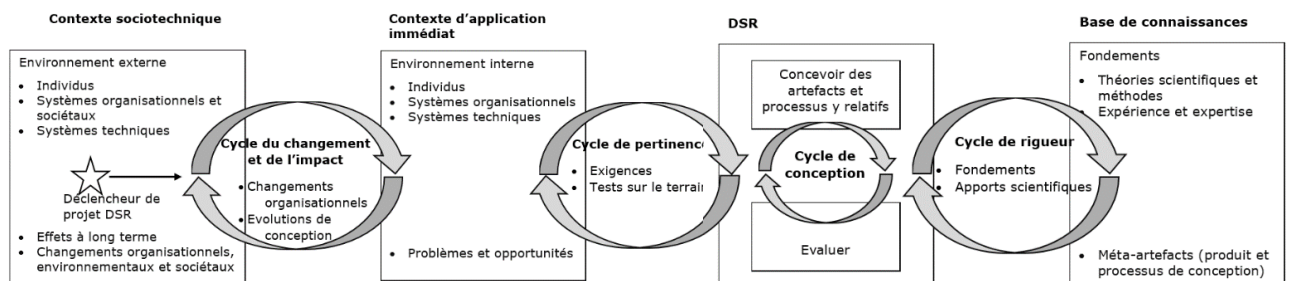 Contexte sociotechnique
Environnement externe
• Individus
• Systèmes organisationnels et
sociétaux
• Systèmes techniques
Déclencheur de
projet DSR
• Effets à long terme
• Changements organisationnels,
environnementaux et sociétaux
Cycle du changement
et de l'impact
• Changements
organisationnels
• Evolutions de
conception
Contexte d'application
immédiat
Environnement interne
• Individus
• Systèmes organisationnels
• Systèmes techniques
• Problèmes et opportunités
Cycle de pertinence
• Exigences
• Tests sur le terrain
DSR
Concevoir des
artefacts et
processus y relatifs
Cycle de
conception
Evaluer
Cycle de rigueur
• Fondements
• Apports scientifiques
Base de connaissances
Fondements
• Théories scientifiques et
méthodes
• Expérience et expertise
• Méta-artefacts (produit et
processus de conception)